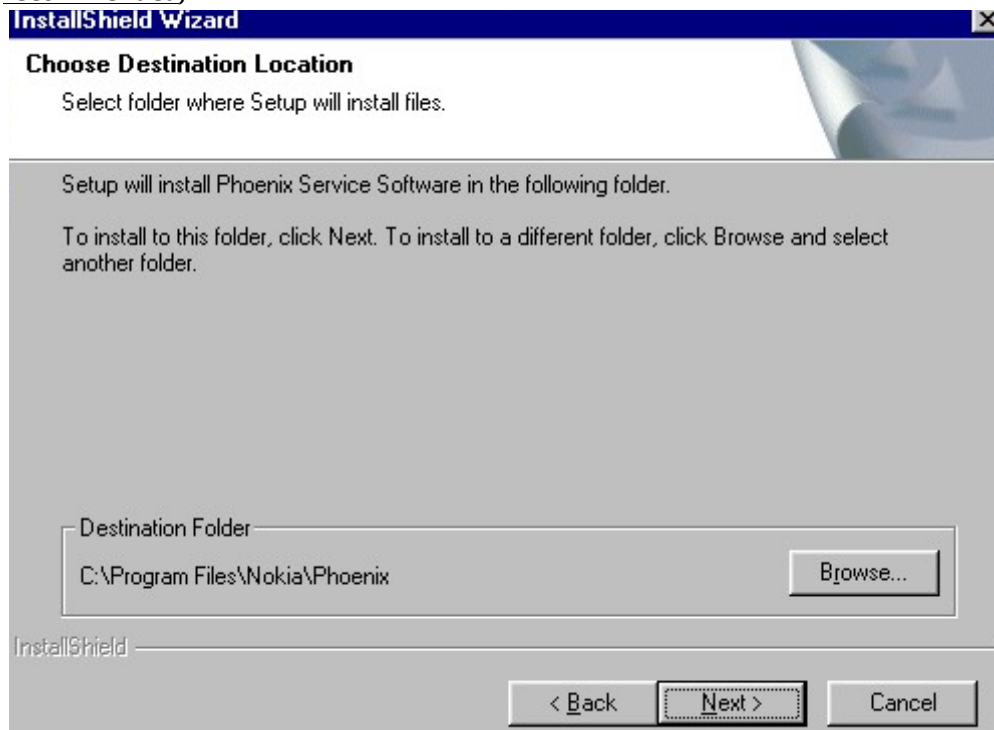 InstallShield Wizard
Choose Destination Location
Select folder where Setup will install files.
Setup will install Phoenix Service Software in the following folder.
To install to this folder, click Next. To install to a different folder, click Browse and select
another folder.
Destination Folder
C:\Program Files\Nokia\Phoenix
Browse...
InstallShield
< Back
Next >
Cancel